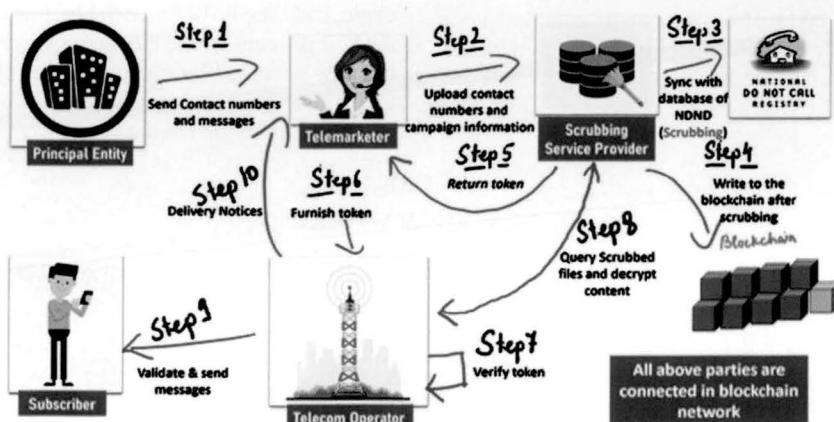 Step 1
Send Contact numbers
and messages
Principal Entity
Telemarketer
Step 2
Upload contact
numbers and
campaign information
Scrubbing
Service Provider
Step 3
Sync with
database of
NDND
(Scrubbing)
NATIONAL
DO NOT CALL
REGISTRY
Step 4
Write to the
blockchain after
scrubbing
Blockchain
Step 5
Return token
Step 6
Furnish token
Step 7
Verify token
Step 8
Query Scrubbed
files and decrypt
content
Step 9
Validate & send
messages
Step 10
Delivery Notices
Subscriber
Telecom Operator
All above parties are
connected in blockchain
network